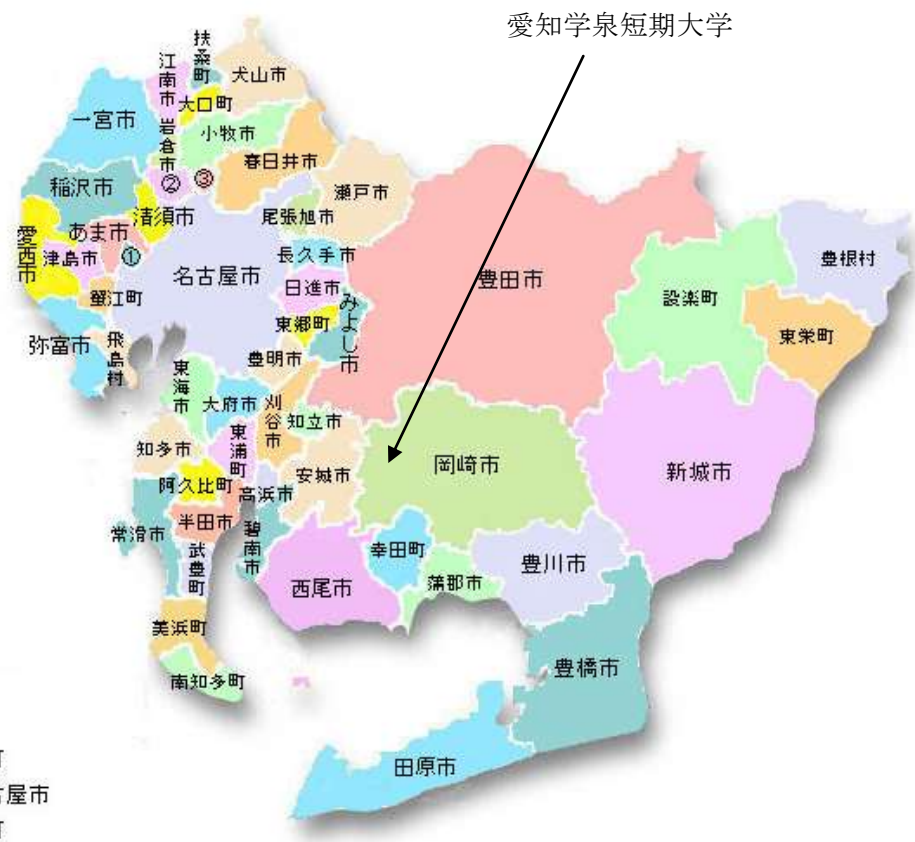 愛知学泉短期大学
扶桑町
犬山市
江南市
大口町
一宮市
岩倉市
小牧市
春日井市
②
③
瀬戸市
稲沢市
清須市
尾張旭市
愛西市
あま市
津島市
①
名古屋市
長久手市
日進市
みよし市
豊田市
設楽町
豊根村
東栄町
蟹江町
東郷町
弥富市
飛島村
豊明市
東海市
大府市
刈谷市
知立市
東浦町
知多市
安城市
岡崎市
新城市
阿久比町
高浜市
半田市
碧南市
常滑市
武豊町
西尾市
幸田町
蒲郡市
豊川市
美浜町
南知多町
豊橋市
田原市
屋市